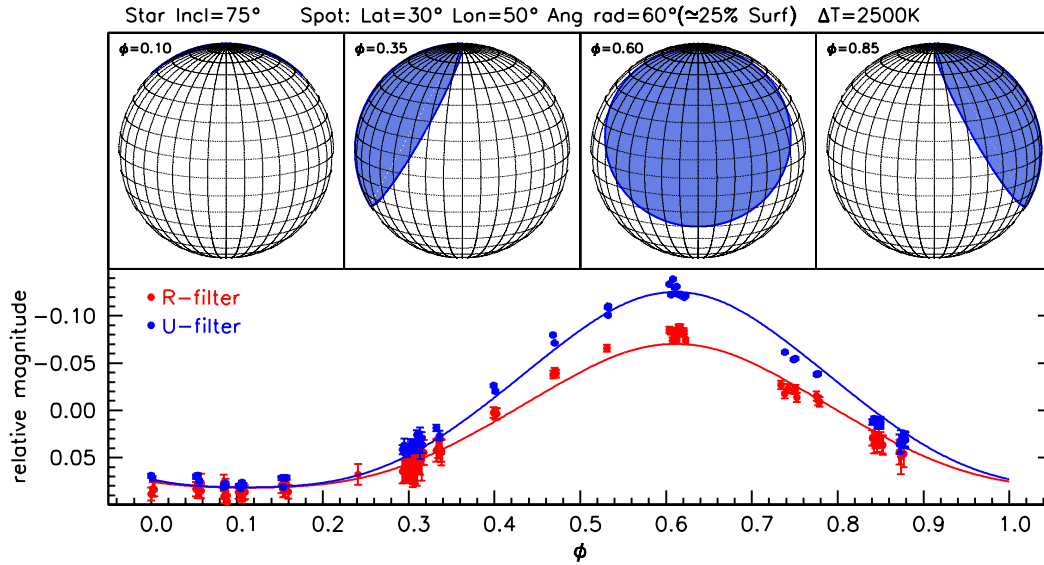 Star Incl=75° Spot: Lat=30° Lon=50° Ang rad=60°(≃25% Surf) ΔT=2500K
ϕ=0.10 ϕ=0.35 ϕ=0.60 ϕ=0.85
R-filter
U-filter
relative magnitude
-0.10
-0.05
0.00
0.05
0.0 0.1 0.2 0.3 0.4 0.5 0.6 0.7 0.8 0.9 1.0
ϕ